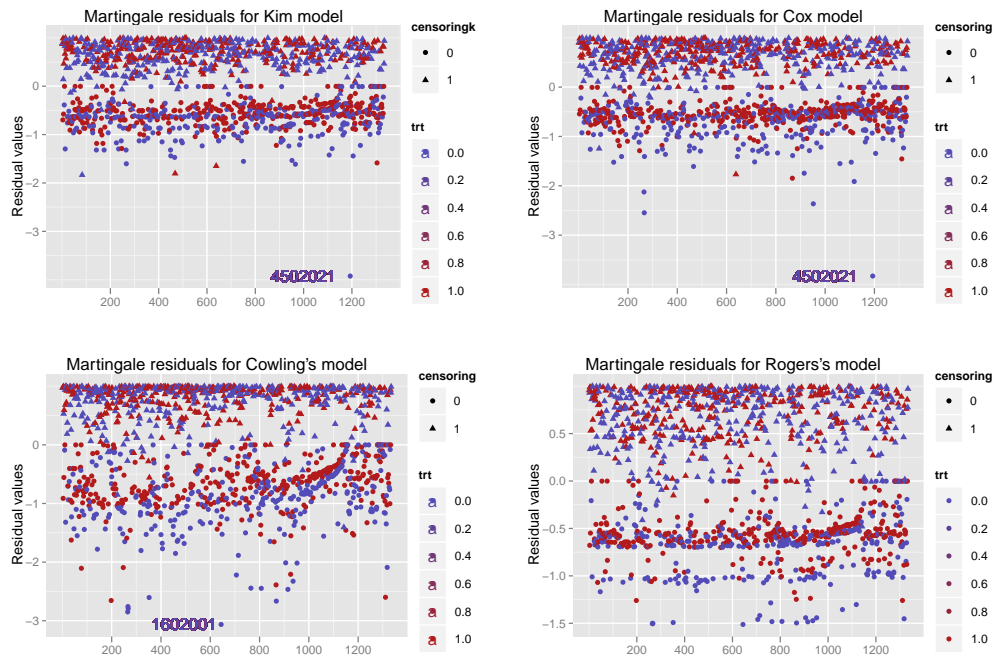 Martingale residuals for Kim model
Residual values
0
−1
−2
−3
4502021
200 400 600 800 1000 1200
censoringk
0
1
trt
a 0.0
a 0.2
a 0.4
a 0.6
a 0.8
a 1.0
Martingale residuals for Cox model
Residual values
0
−1
−2
−3
4502021
200 400 600 800 1000 1200
censoring
0
1
trt
a 0.0
a 0.2
a 0.4
a 0.6
a 0.8
a 1.0
Martingale residuals for Cowling's model
Residual values
0
−1
−2
−3
1602001
200 400 600 800 1000 1200
censoring
0
1
trt
a 0.0
a 0.2
a 0.4
a 0.6
a 0.8
a 1.0
Martingale residuals for Rogers's model
Residual values
0.5
0.0
−0.5
−1.0
−1.5
200 400 600 800 1000 1200
censoring
0
1
trt
0.0
0.2
0.4
0.6
0.8
1.0